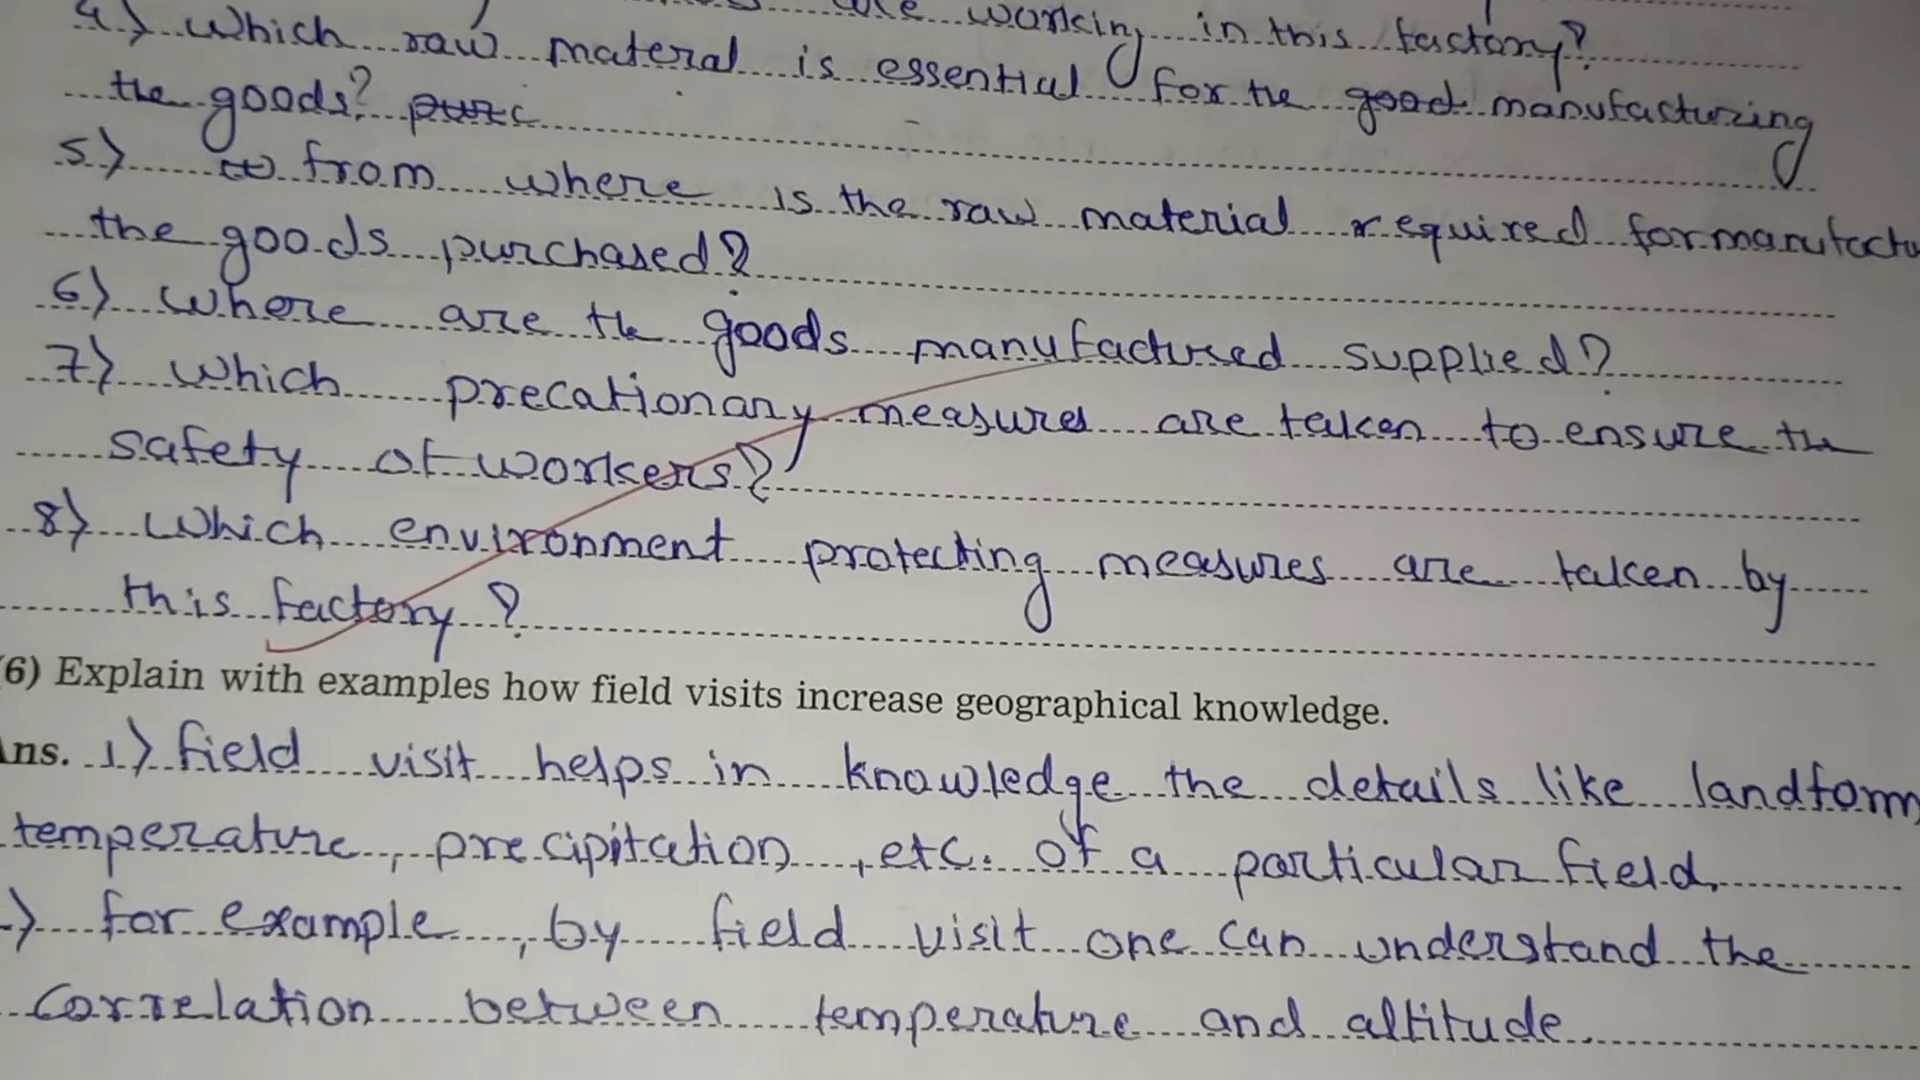 are working in this factory?
4.) Which raw materal is essential for the good manufacturing
the goods? purc
5.) from where is the raw material required for manufactu
the goods purchased?
6) Where are the goods manufactured supplied?
7) Which precationary measures are taken to ensure the
safety of workers?
8) Which environment protecting measures are taken by
this factory?
(6) Explain with examples how field visits increase geographical knowledge.
Ans. 1) field visit helps in knowledge the details like landform,
temperature, precipitation, etc. of a particular field.
for example, by field visit one can understand the
correlation between temperature and altitude.